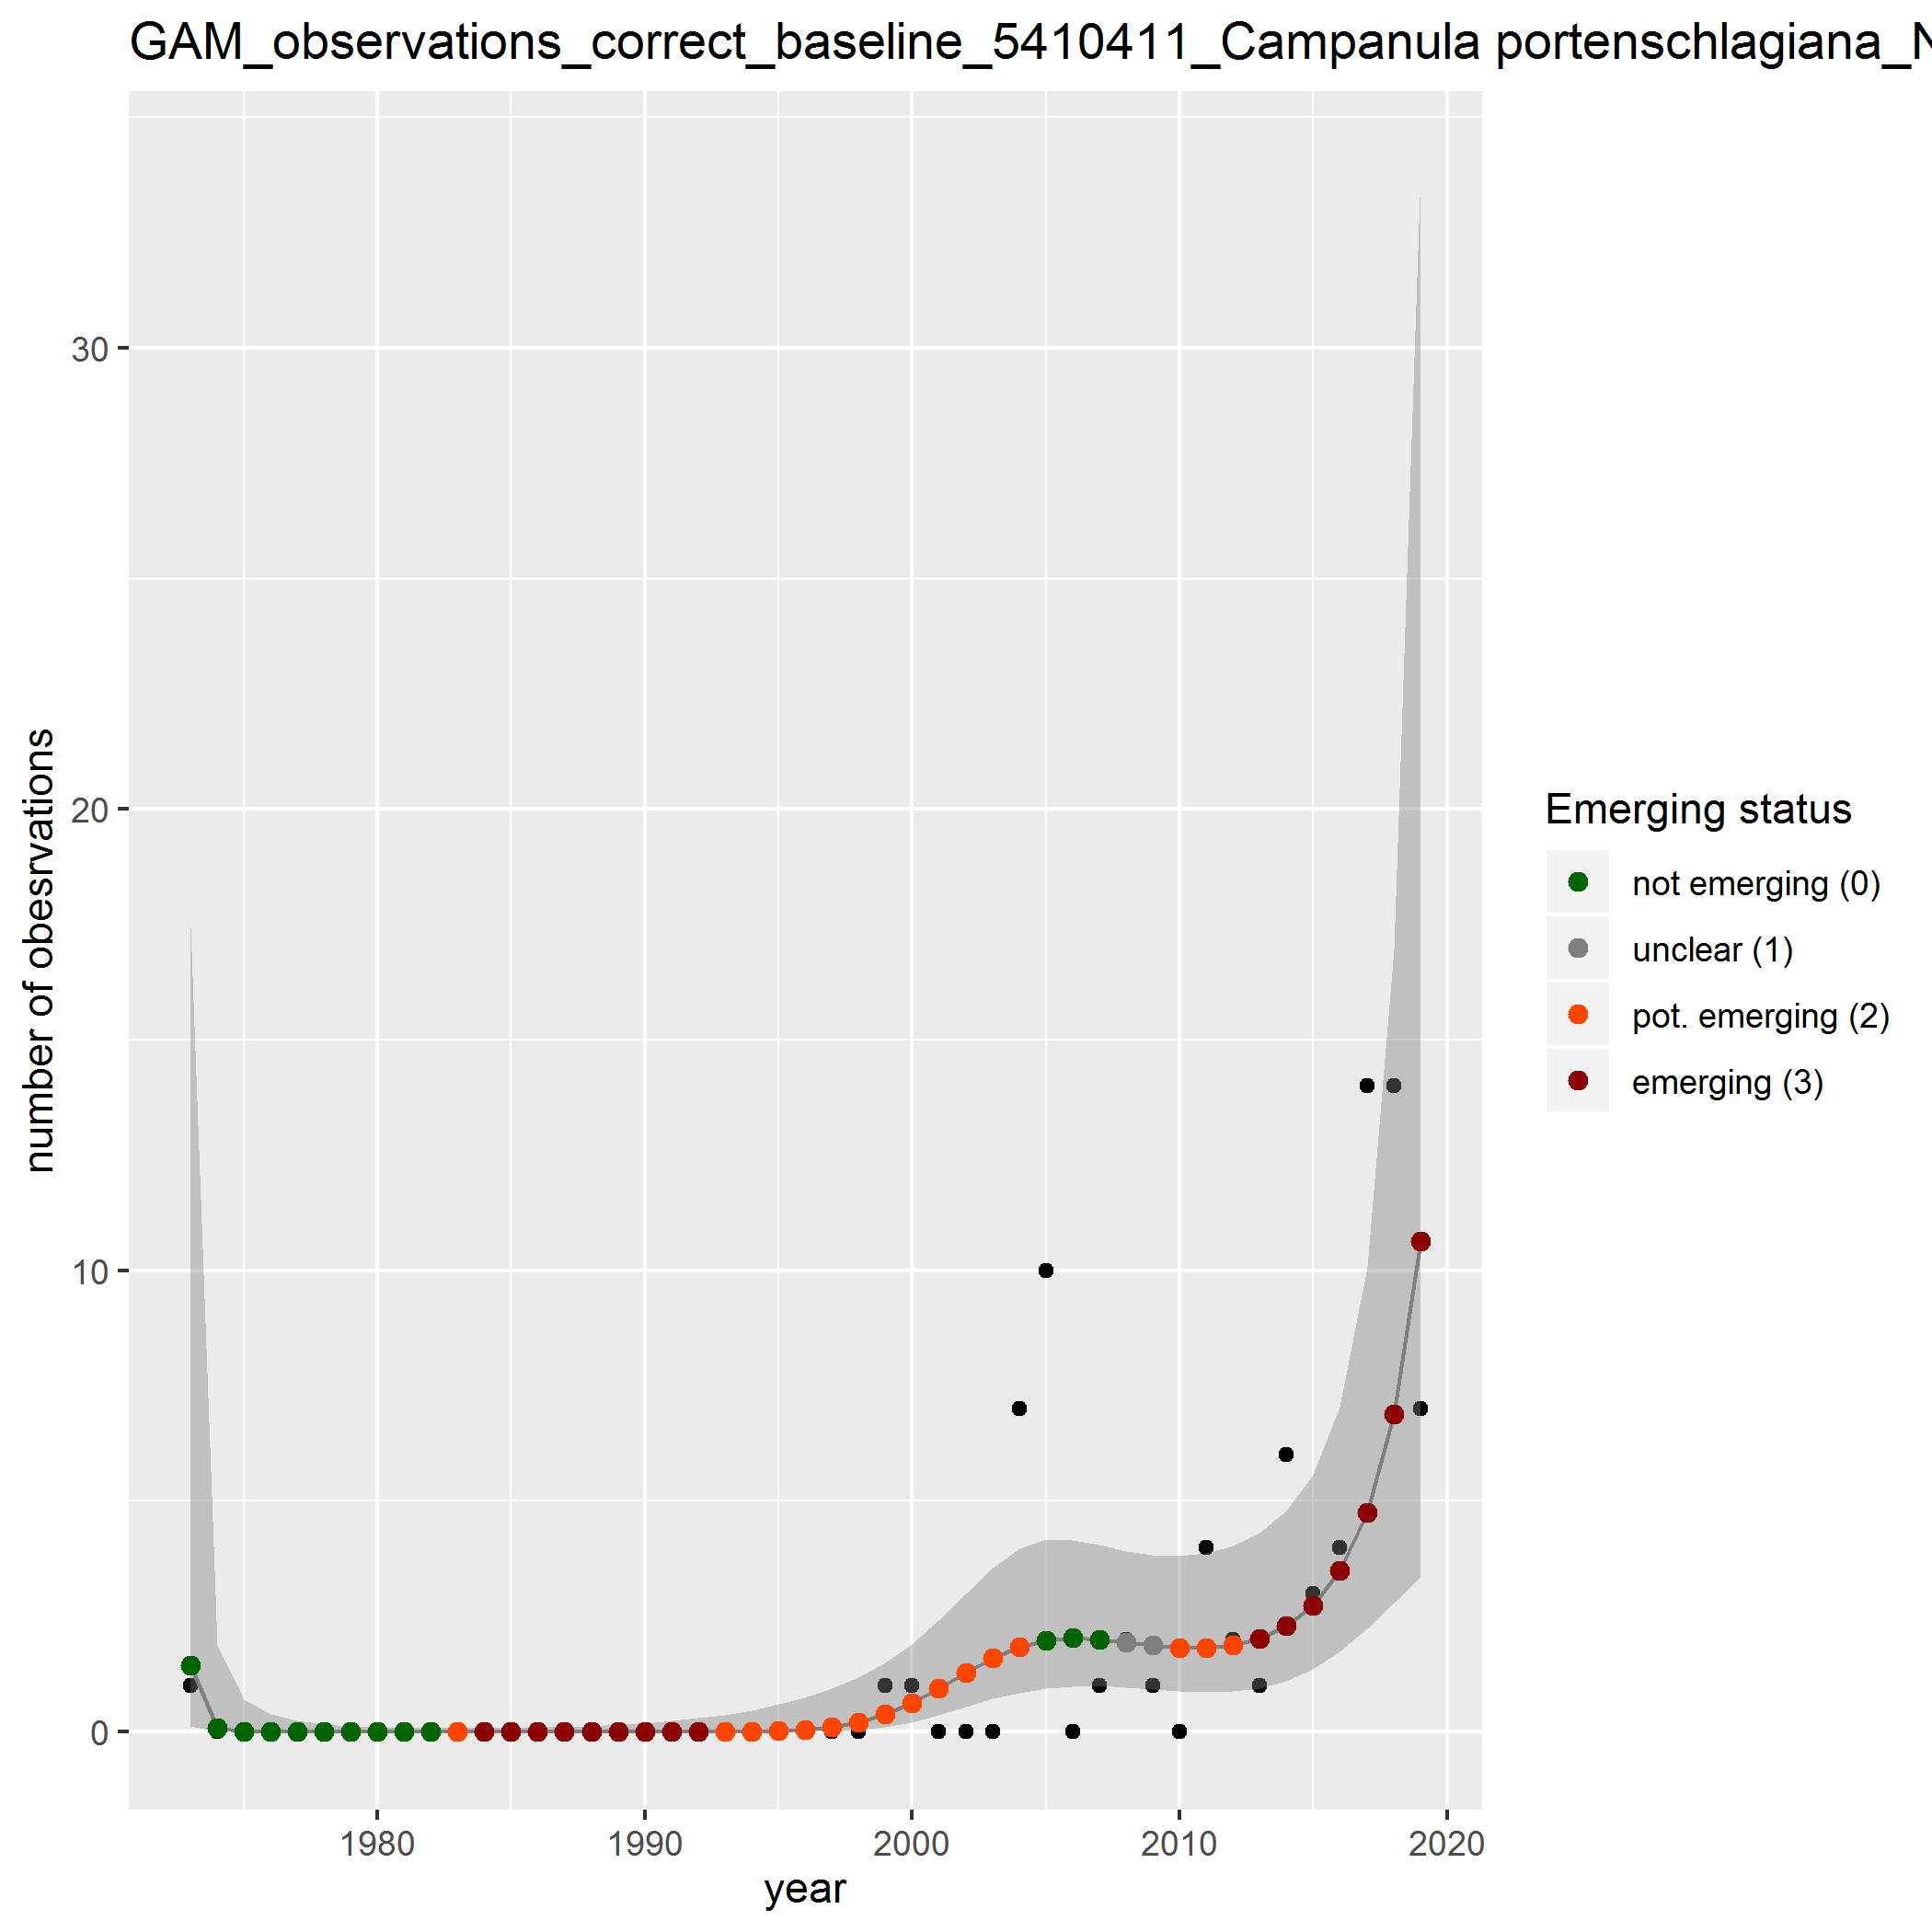 GAM_observations_correct_baseline_5410411_Campanula portenschlagiana_N
number of obesrvations
30
20
10
0
1980
1990
2000
2010
2020
year
Emerging status
not emerging (0)
unclear (1)
pot. emerging (2)
emerging (3)